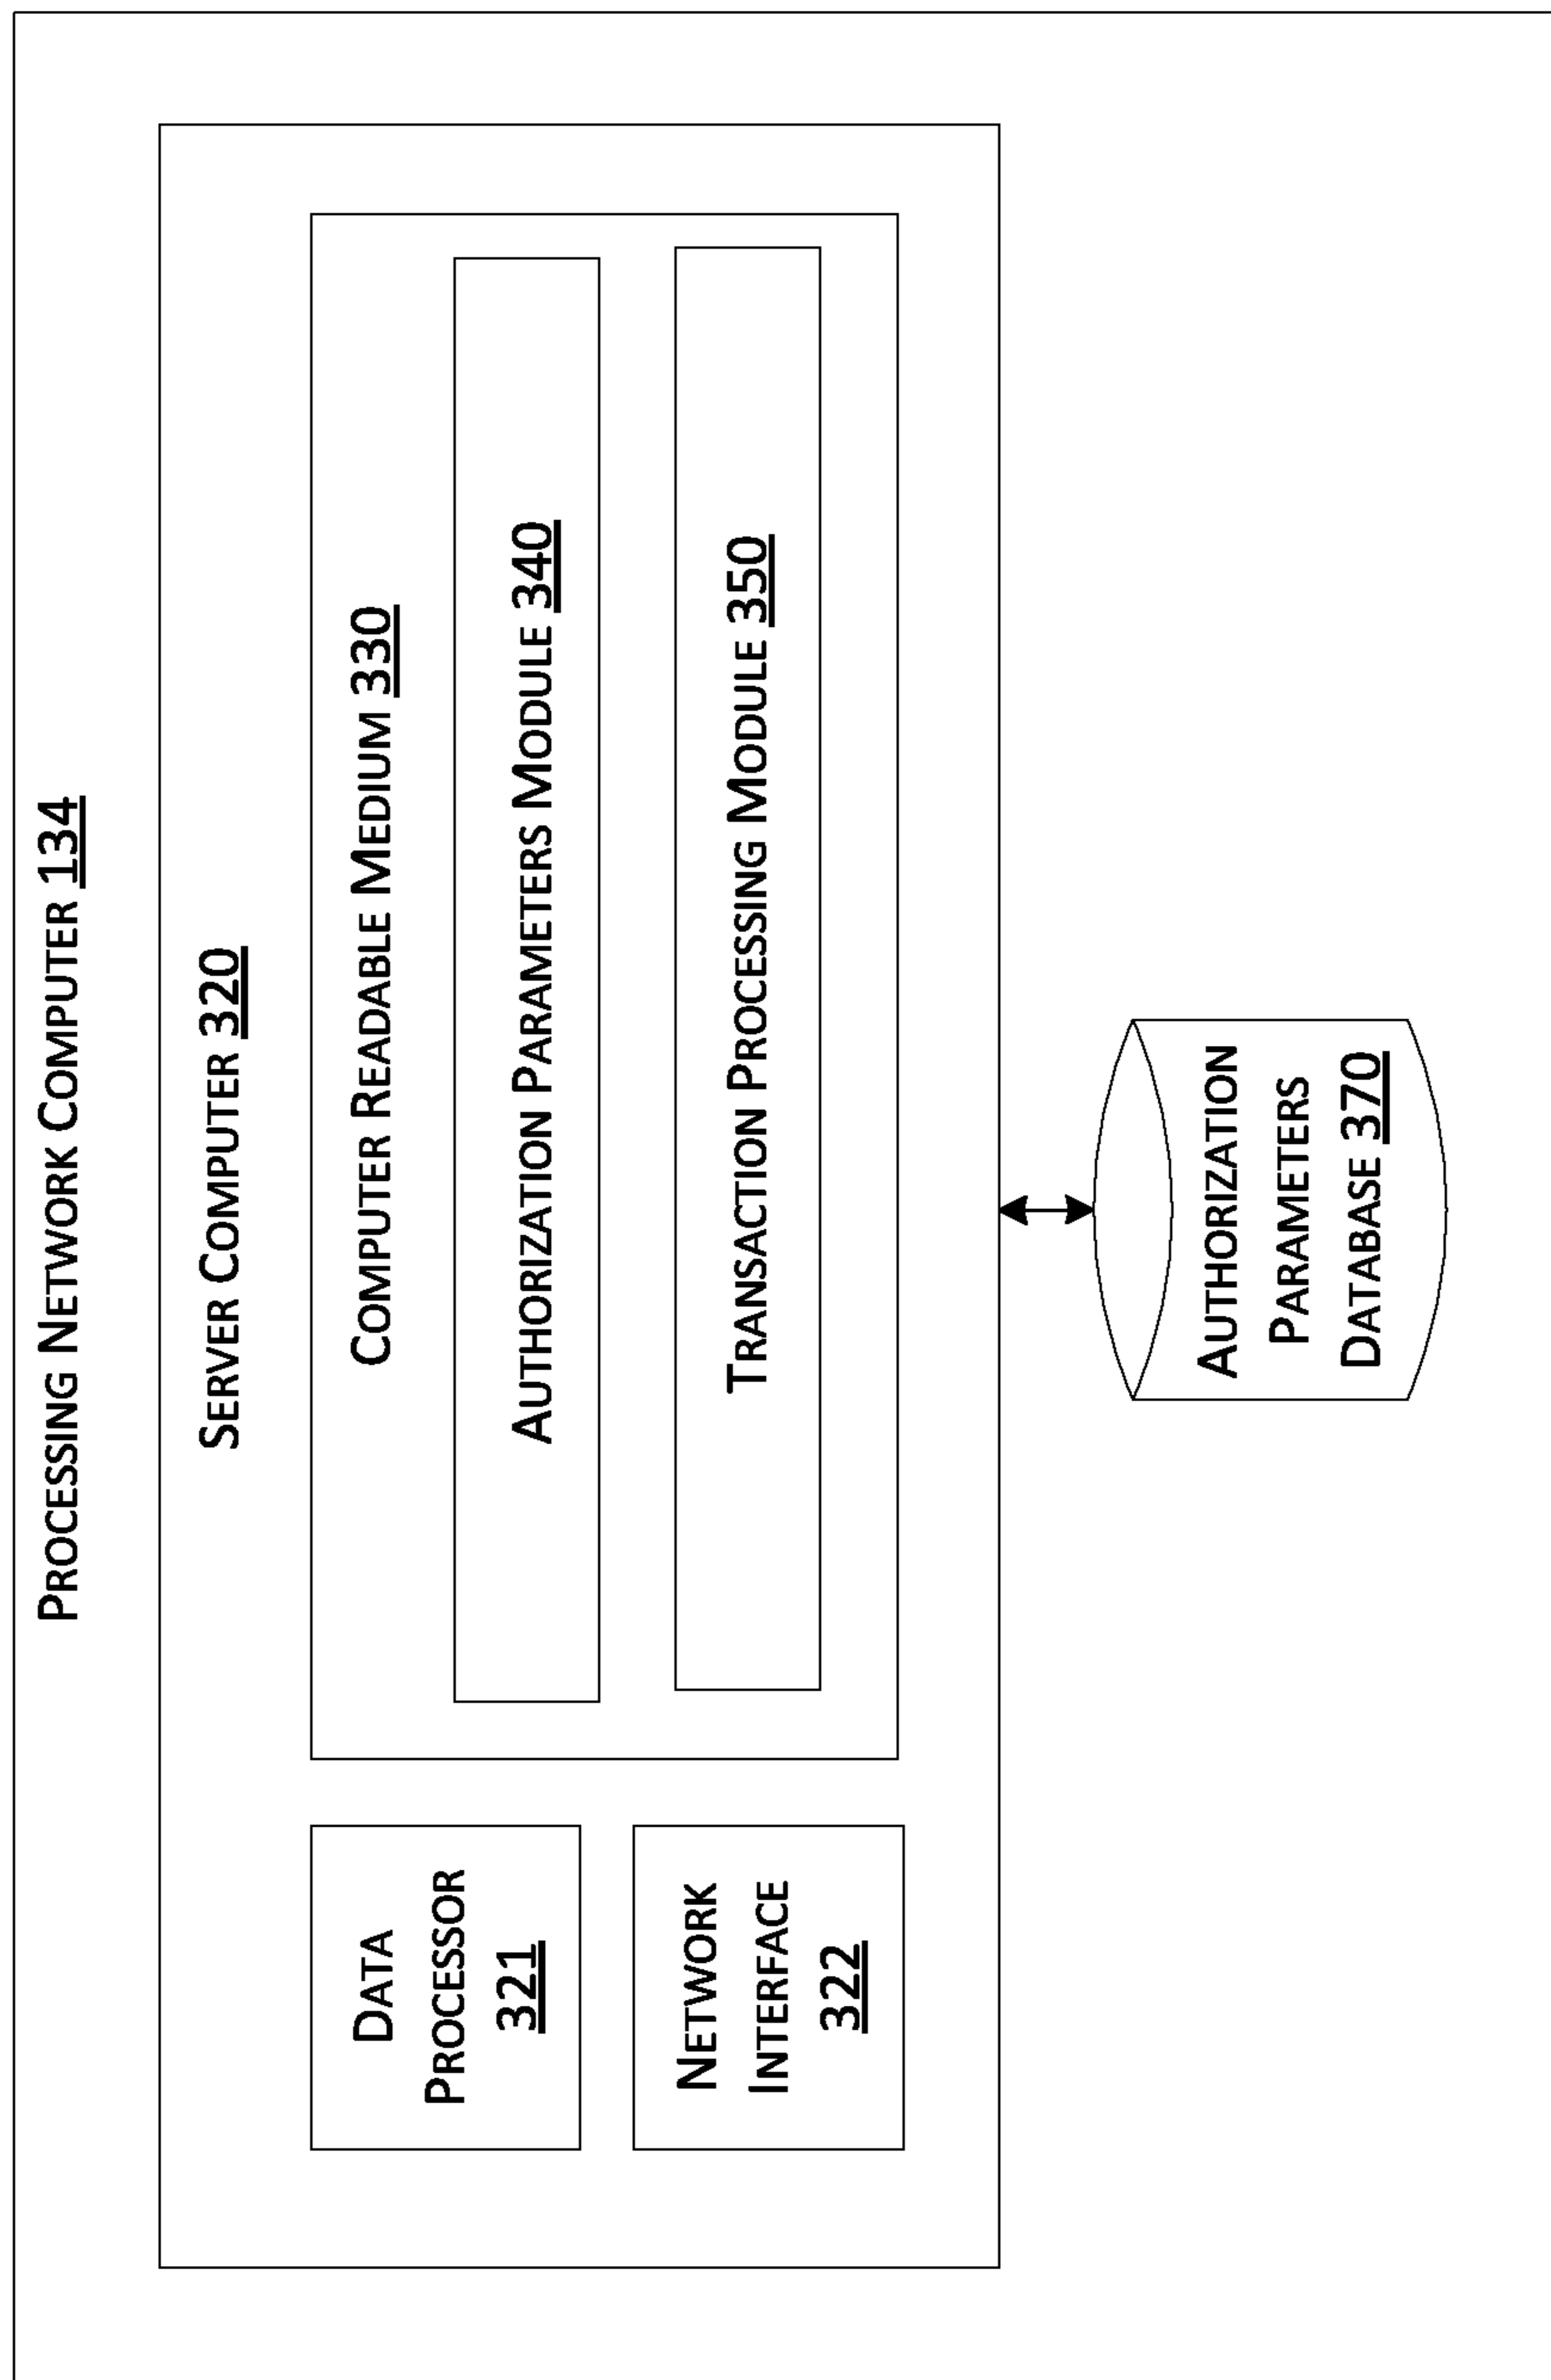 PROCESSING NETWORK COMPUTER 134
SERVER COMPUTER 320
DATA
PROCESSOR
321
NETWORK
INTERFACE
322
COMPUTER READABLE MEDIUM 330
AUTHORIZATION PARAMETERS MODULE 340
TRANSACTION PROCESSING MODULE 350
AUTHORIZATION
PARAMETERS
DATABASE 370